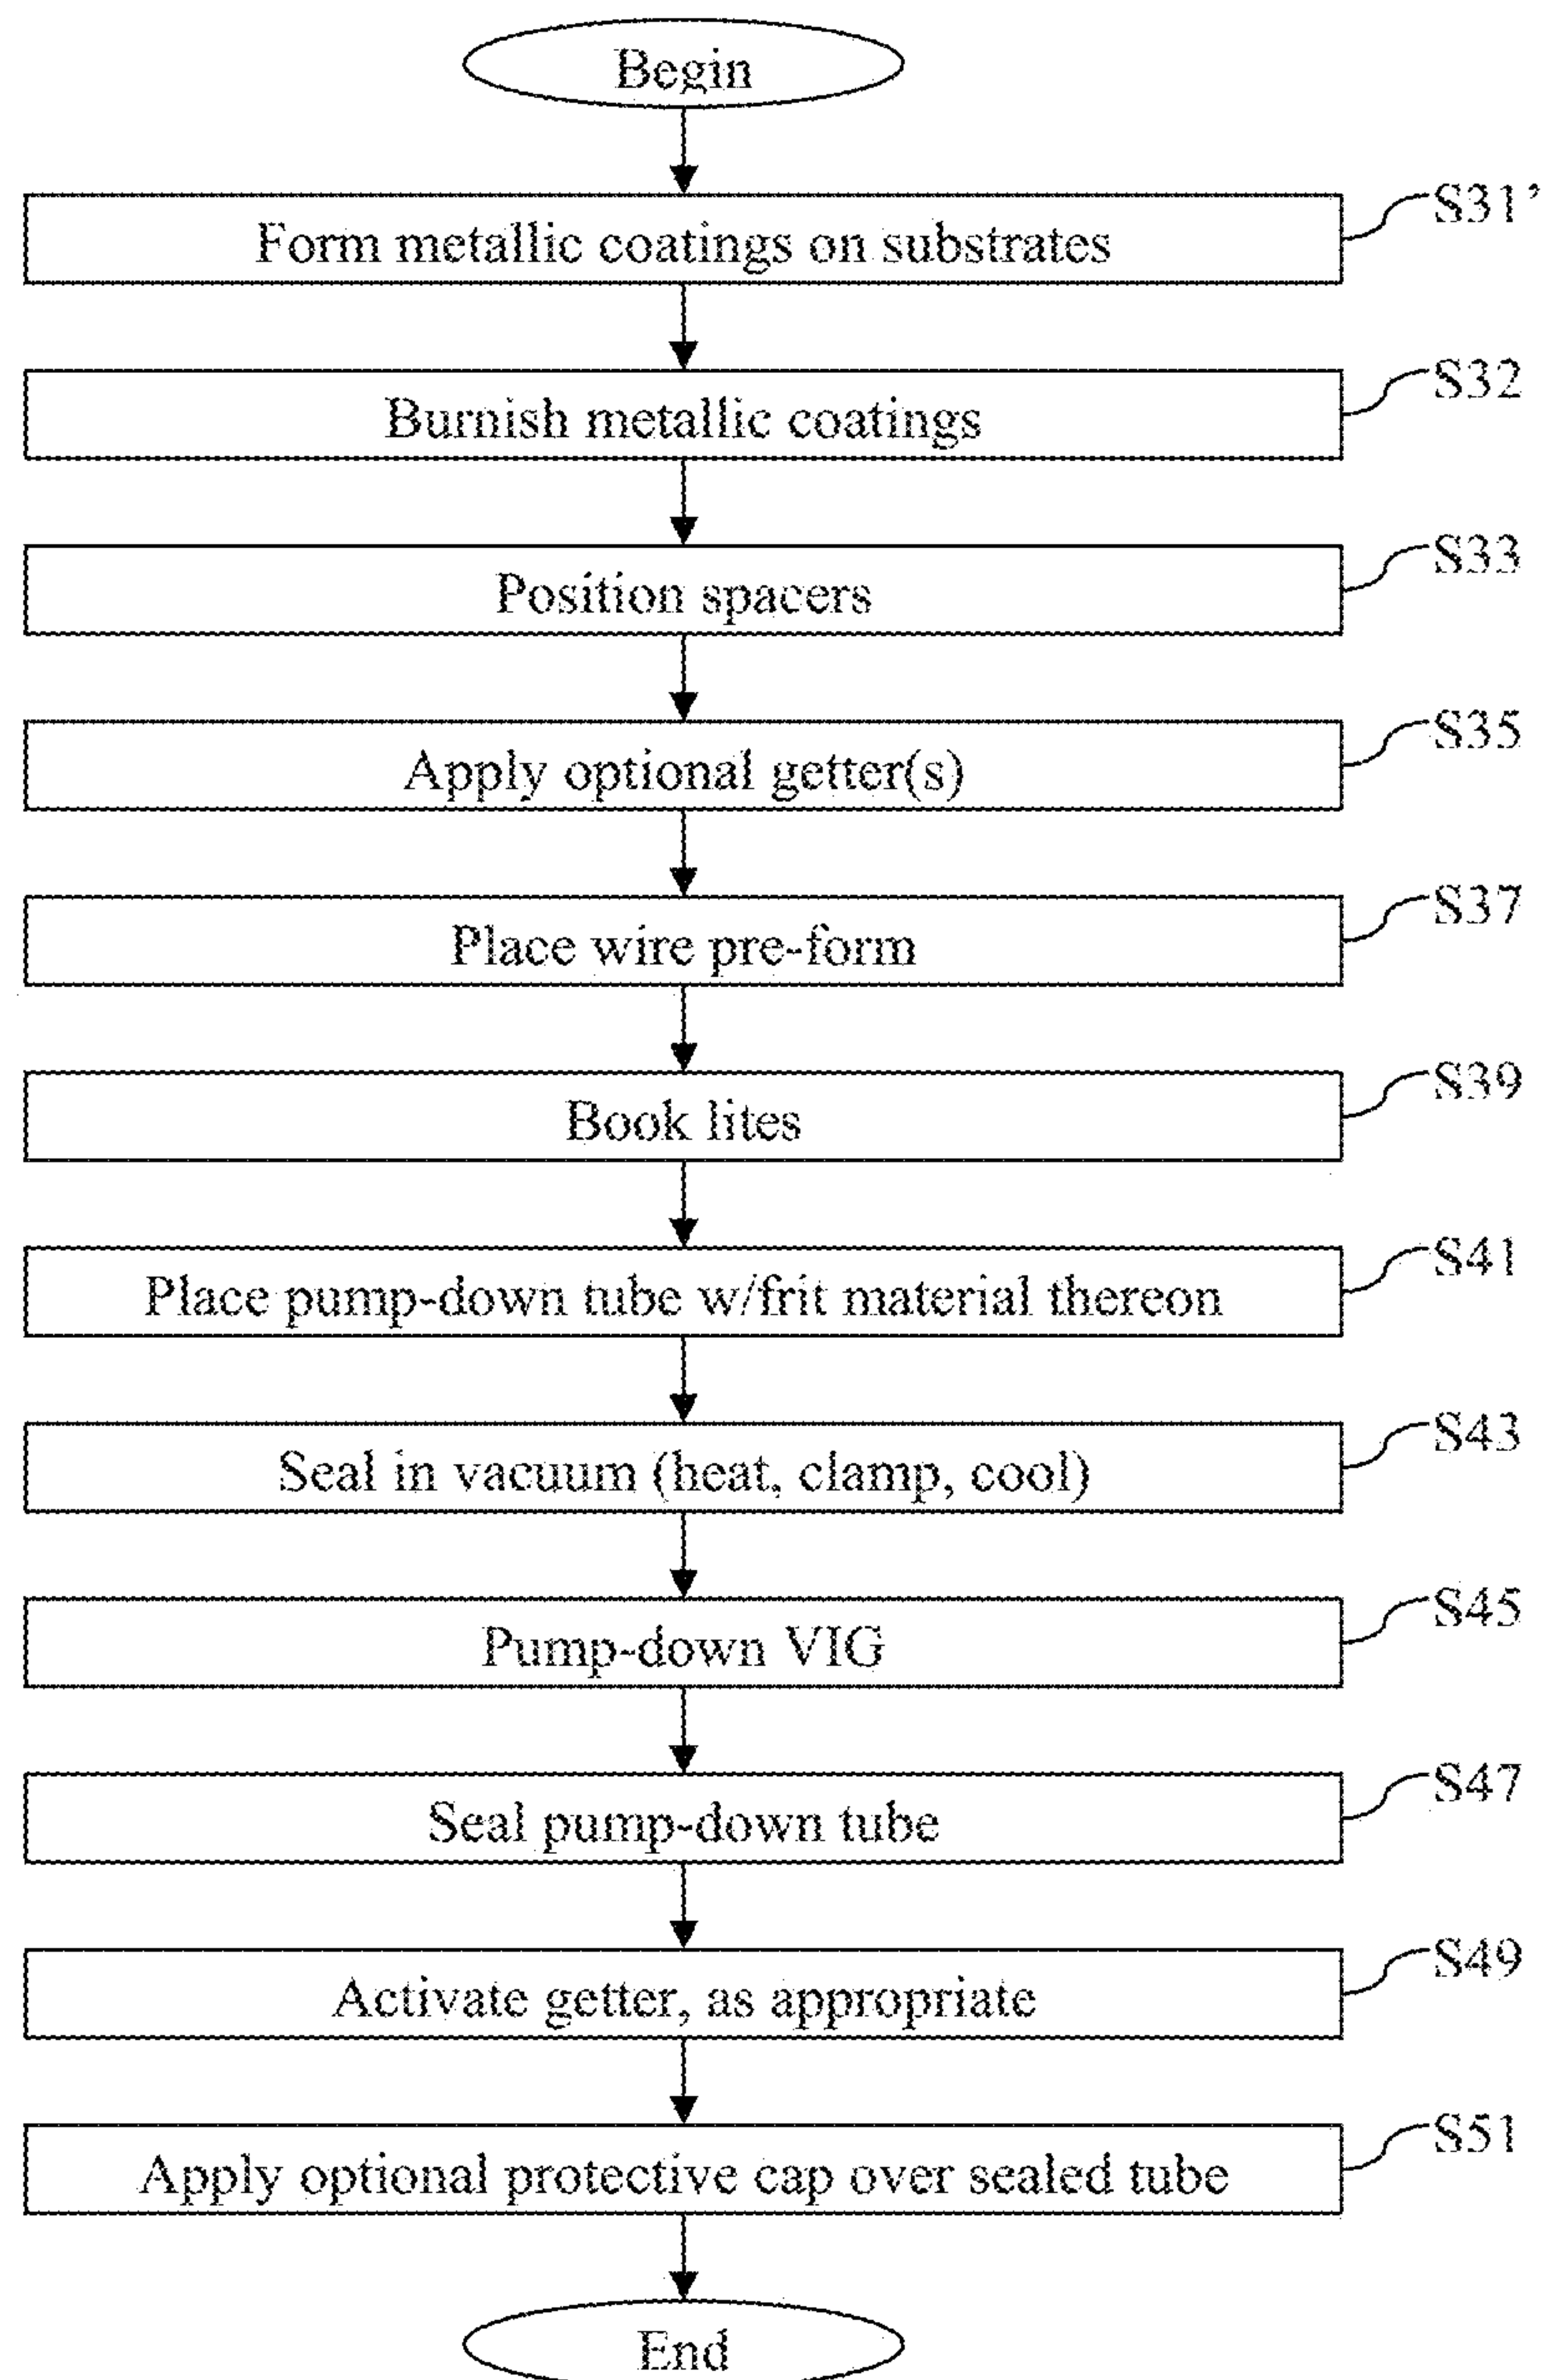 Begin
Form metallic coatings on substrates
S31’
Burnish metallic coatings
S32
Position spacers
S33
Apply optional getter(s)
S35
Place wire pre-form
S37
Book lites
S39
Place pump-down tube w/frit material thereon
S41
Seal in vacuum (heat, clamp, cool)
S43
Pump-down VIG
S45
Seal pump-down tube
S47
Activate getter, as appropriate
S49
Apply optional protective cap over sealed tube
S51
End